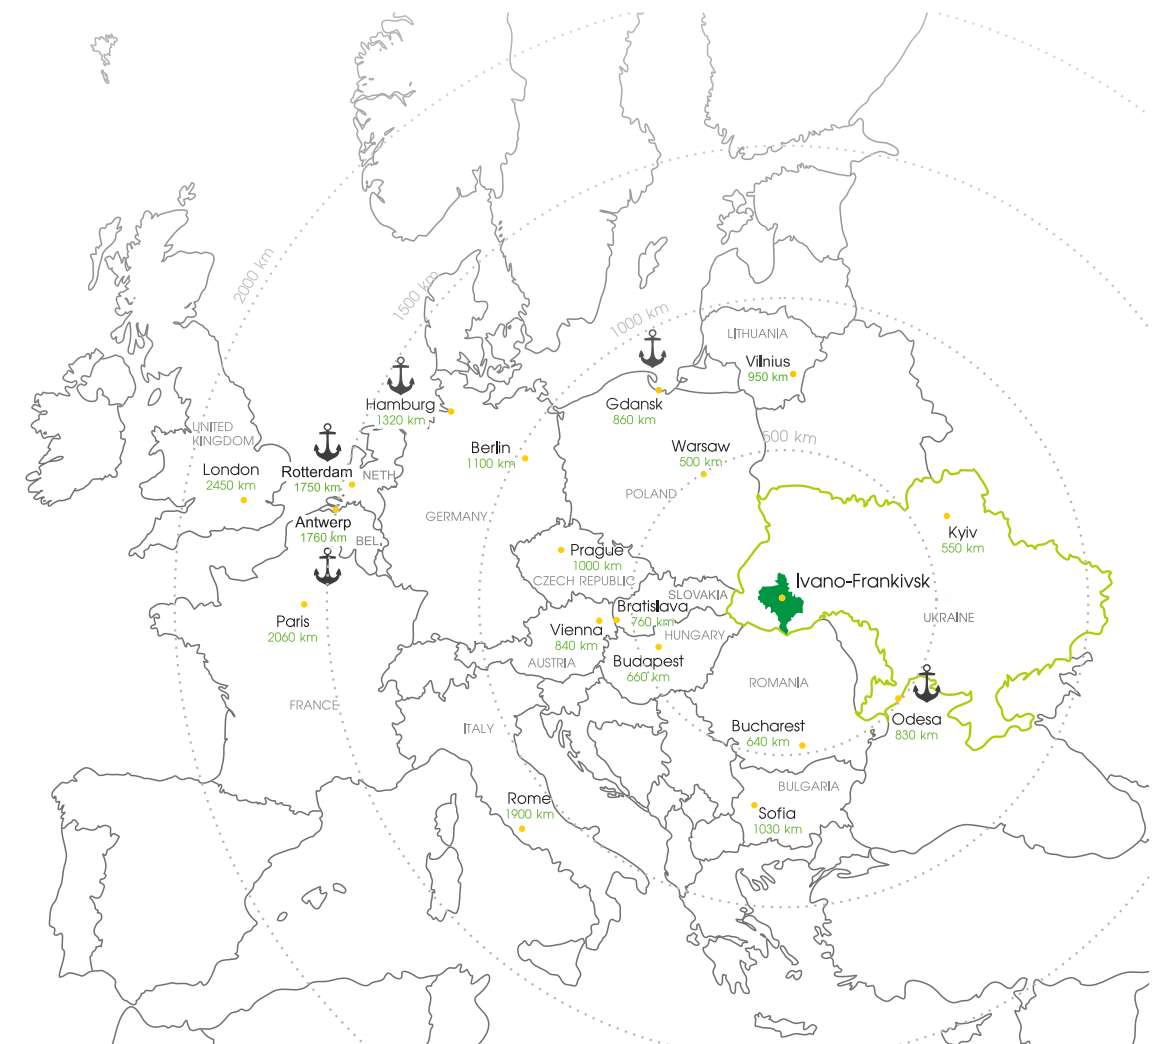 2000 km
1500 km
1000 km
500 km
LITHUANIA
Vilnius
950 km
Hamburg
1320 km
Gdansk
860 km
UNITED
KINGDOM
London
2450 km
Rotterdam
1750 km
NETH
Berlin
1100 km
Warsaw
500 km
POLAND
GERMANY
Antwerp
1760 km
BEL.
Kyiv
550 km
Prague
1000 km
CZECH REPUBLIC
SLOVAKIA
Ivano-Frankivsk
UKRAINE
Paris
2060 km
Bratislava
760 km
Vienna
840 km
HUNGARY
AUSTRIA
Budapest
660 km
ROMANIA
FRANCE
ITALY
Bucharest
640 km
Odesa
830 km
BULGARIA
Rome
1900 km
Sofia
1030 km